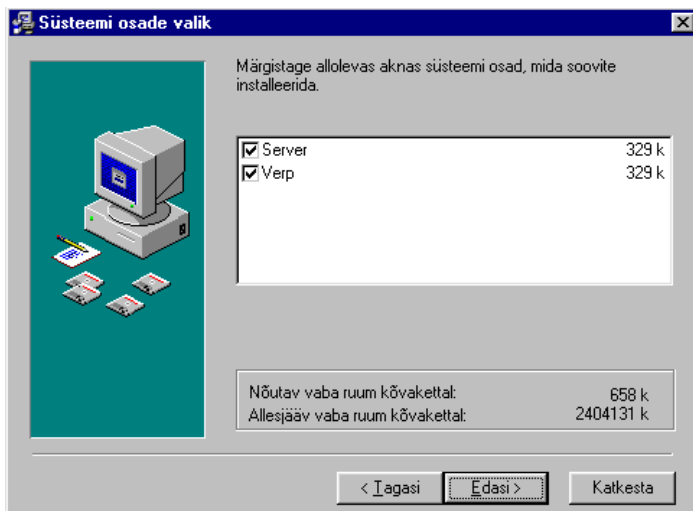 Süsteemi osade valik
Märgistage allolevas aknas süsteemi osad, mida soovite
installeerida.
Server 329 k
Verp 329 k
Nõutav vaba ruum kõvakettal: 658 k
Allesjääv vaba ruum kõvakettal: 2404131 k
< Tagasi Edasi > Katkesta